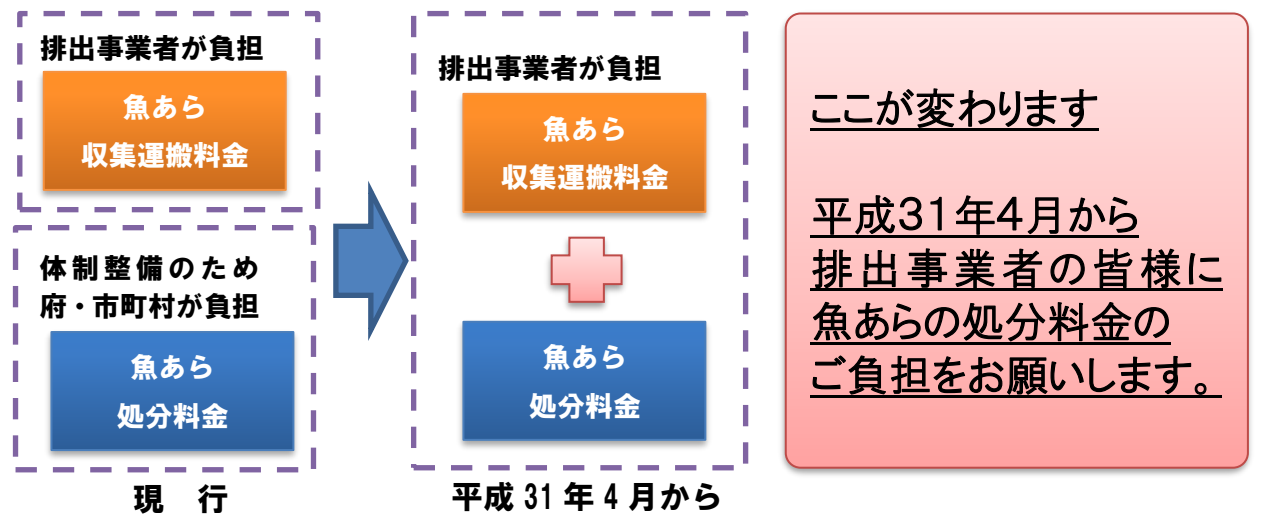 排出事業者が負担
魚あら
収集運搬料金
体制整備のため
府・市町村が負担
魚あら
処分料金
現 行
排出事業者が負担
魚あら
収集運搬料金
魚あら
処分料金
平成 31 年 4 月から
ここが変わります
平成31年4月から
排出事業者の皆様に
魚あらの処分料金の
ご負担をお願いします。